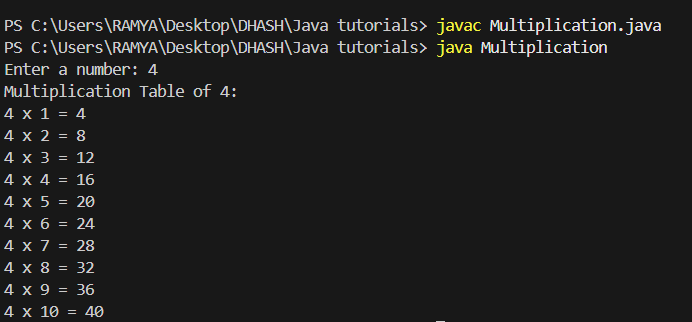 PS C:\Users\RAMYA\Desktop\DHASH\Java tutorials> javac Multiplication.java
PS C:\Users\RAMYA\Desktop\DHASH\Java tutorials> java Multiplication
Enter a number: 4
Multiplication Table of 4:
4 x 1 = 4
4 x 2 = 8
4 x 3 = 12
4 x 4 = 16
4 x 5 = 20
4 x 6 = 24
4 x 7 = 28
4 x 8 = 32
4 x 9 = 36
4 x 10 = 40